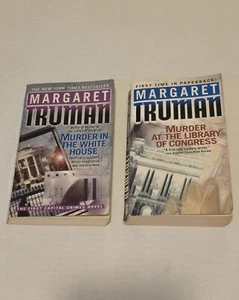 THE NEW YORK TIMES BESTSELLER
MARGARET
TRUMAN
MURDER IN
THE WHITE
HOUSE
THE FIRST CAPITAL CRIMES NOVEL
FIRST TIME IN PAPERBACK!
MARGARET
TRUMAN
MURDER
AT THE LIBRARY
OF CONGRESS